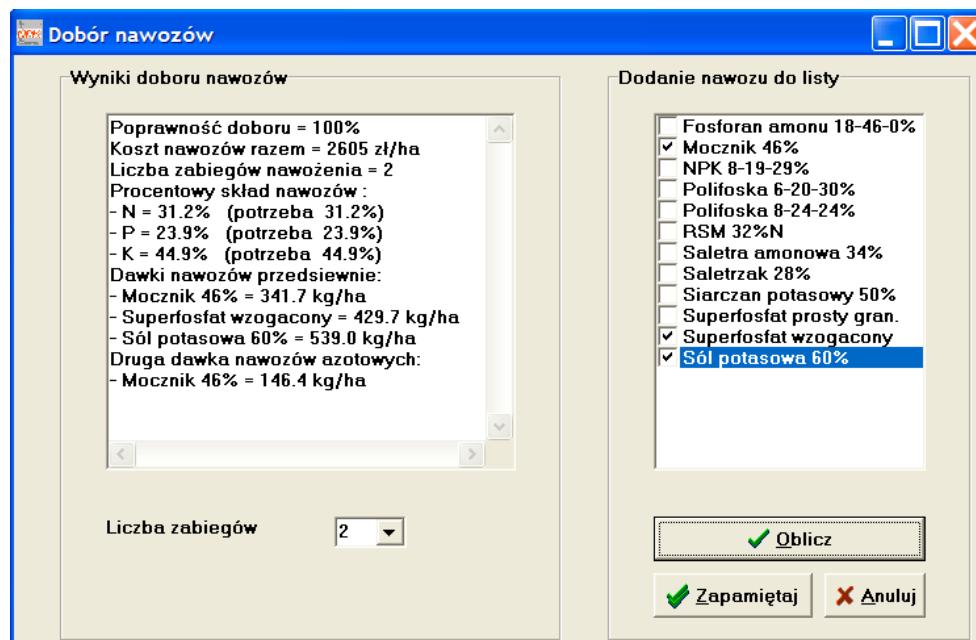 Dobór nawozów
Wyniki doboru nawozów
Poprawność doboru = 100%
Koszt nawozów razem = 2605 zł/ha
Liczba zabiegów nawożenia = 2
Procentowy skład nawozów :
- N = 31.2% (potrzeba 31.2%)
- P = 23.9% (potrzeba 23.9%)
- K = 44.9% (potrzeba 44.9%)
Dawki nawozów przedsiewnie:
- Mocznik 46% = 341.7 kg/ha
- Superfosfat wzogacony = 429.7 kg/ha
- Sól potasowa 60% = 539.0 kg/ha
Druga dawka nawozów azotowych:
- Mocznik 46% = 146.4 kg/ha
Liczba zabiegów
2
Dodanie nawozu do listy
Fosforan amonu 18-46-0%
Mocznik 46%
NPK 8-19-29%
Polifoska 6-20-30%
Polifoska 8-24-24%
RSM 32%N
Saletra amonowa 34%
Saletrzak 28%
Siarczan potasowy 50%
Superfosfat prosty gran.
Superfosfat wzogacony
Sól potasowa 60%
Oblicz
Zapamiętaj
Anuluj